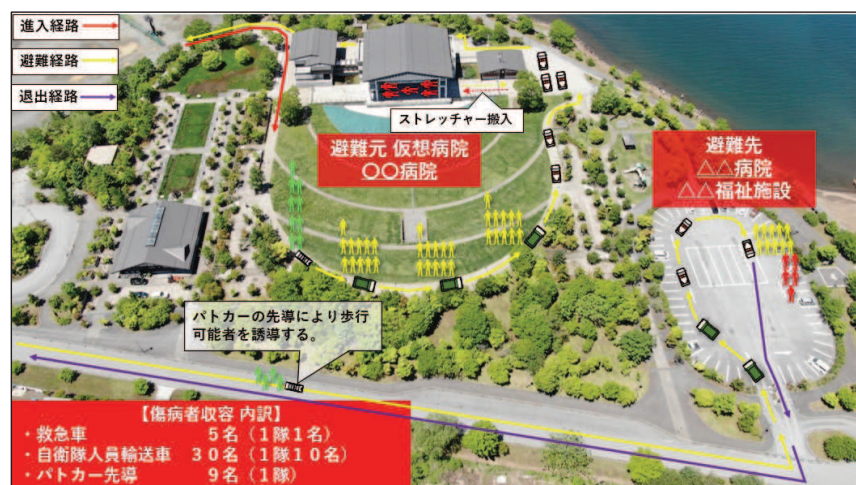 進入経路
避難経路
退出経路
ストレッチャー搬入
避難元 仮想病院
〇〇病院
避難先
△△病院
△△福祉施設
パトカーの先導により歩行
可能者を誘導する。
【傷病者収容 内訳】
・救急車 5名(1隊1名)
・自衛隊人員輸送車 30名(1隊10名)
・パトカー先導 9名(1隊)